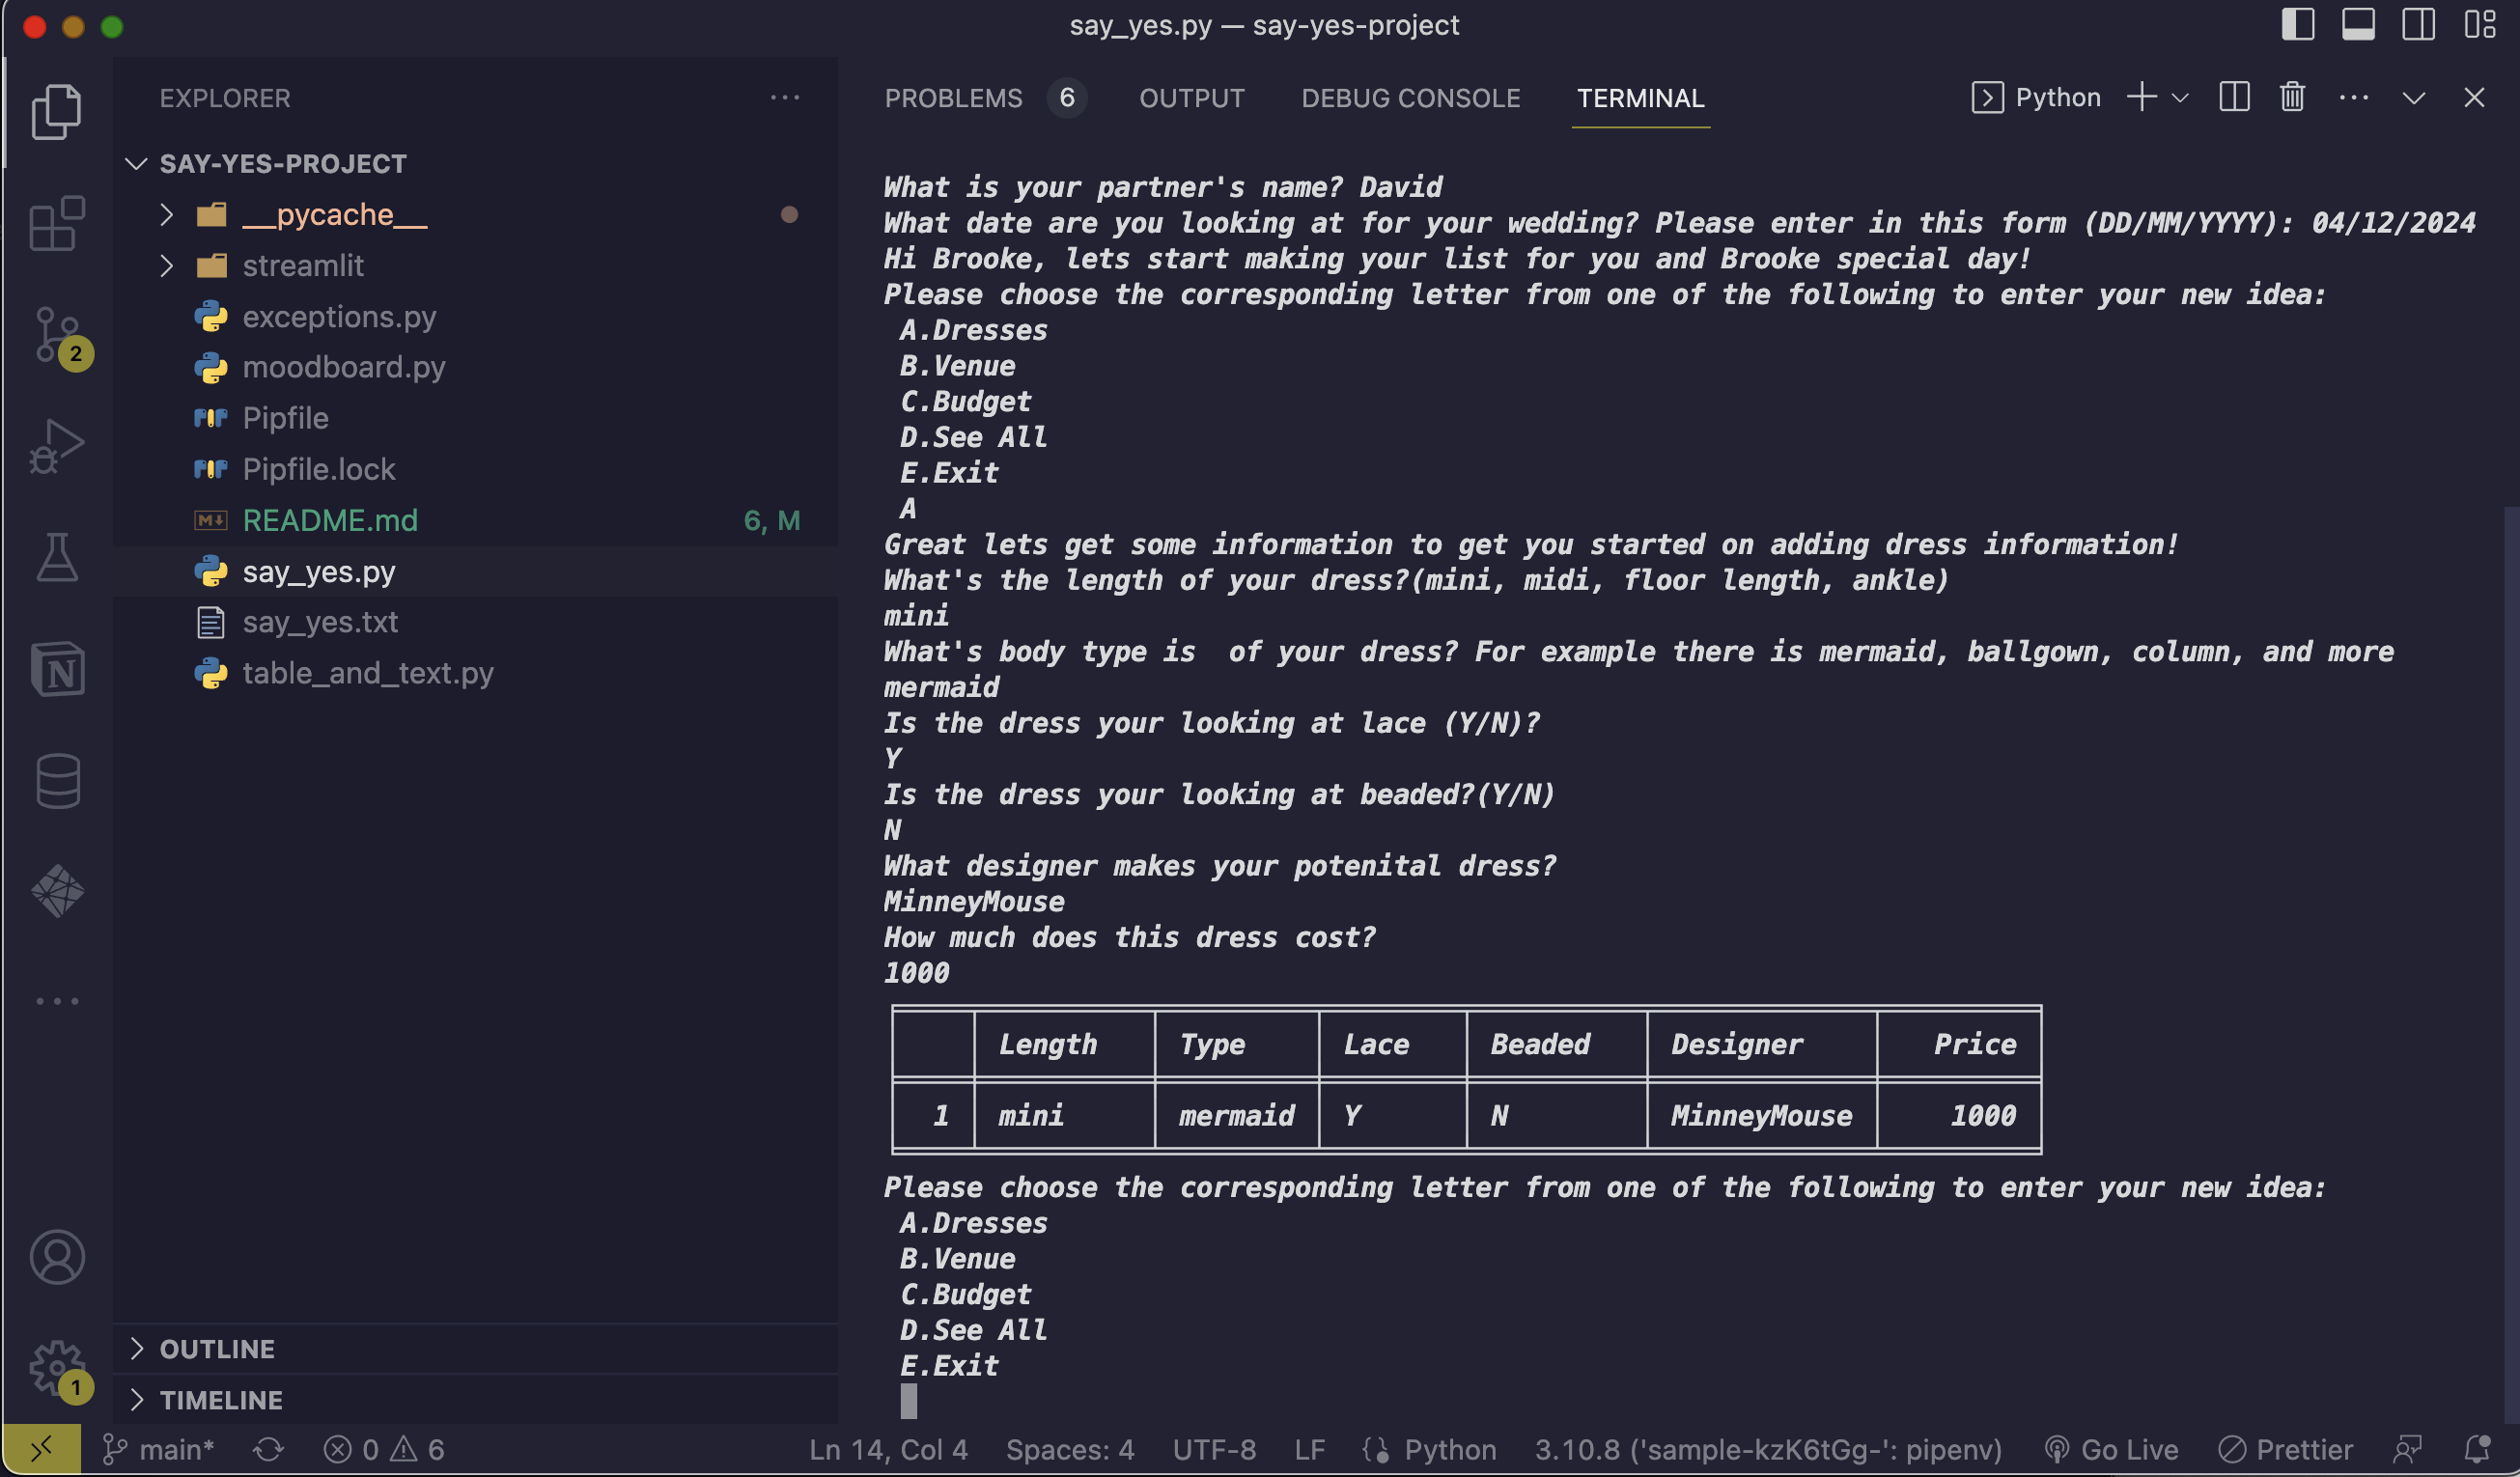 say_yes.py — say-yes-project
EXPLORER
SAY-YES-PROJECT
__pycache__
streamlit
exceptions.py
moodboard.py
Pipfile
Pipfile.lock
README.md 6, M
say_yes.py
say_yes.txt
table_and_text.py
OUTLINE
TIMELINE
2
1
PROBLEMS 6 OUTPUT DEBUG CONSOLE TERMINAL Python
What is your partner's name? David
What date are you looking at for your wedding? Please enter in this form (DD/MM/YYYY): 04/12/2024
Hi Brooke, lets start making your list for you and Brooke special day!
Please choose the corresponding letter from one of the following to enter your new idea:
A.Dresses
B.Venue
C.Budget
D.See All
E.Exit
A
Great lets get some information to get you started on adding dress information!
What's the length of your dress?(mini, midi, floor length, ankle)
mini
What's body type is  of your dress? For example there is mermaid, ballgown, column, and more
mermaid
Is the dress your looking at lace (Y/N)?
Y
Is the dress your looking at beaded?(Y/N)
N
What designer makes your potenital dress?
MinneyMouse
How much does this dress cost?
1000
Length Type Lace Beaded Designer Price
1 mini mermaid Y N MinneyMouse 1000
Please choose the corresponding letter from one of the following to enter your new idea:
A.Dresses
B.Venue
C.Budget
D.See All
E.Exit
main* 0 6 Ln 14, Col 4 Spaces: 4 UTF-8 LF Python 3.10.8 ('sample-kzK6tGg-': pipenv) Go Live Prettier